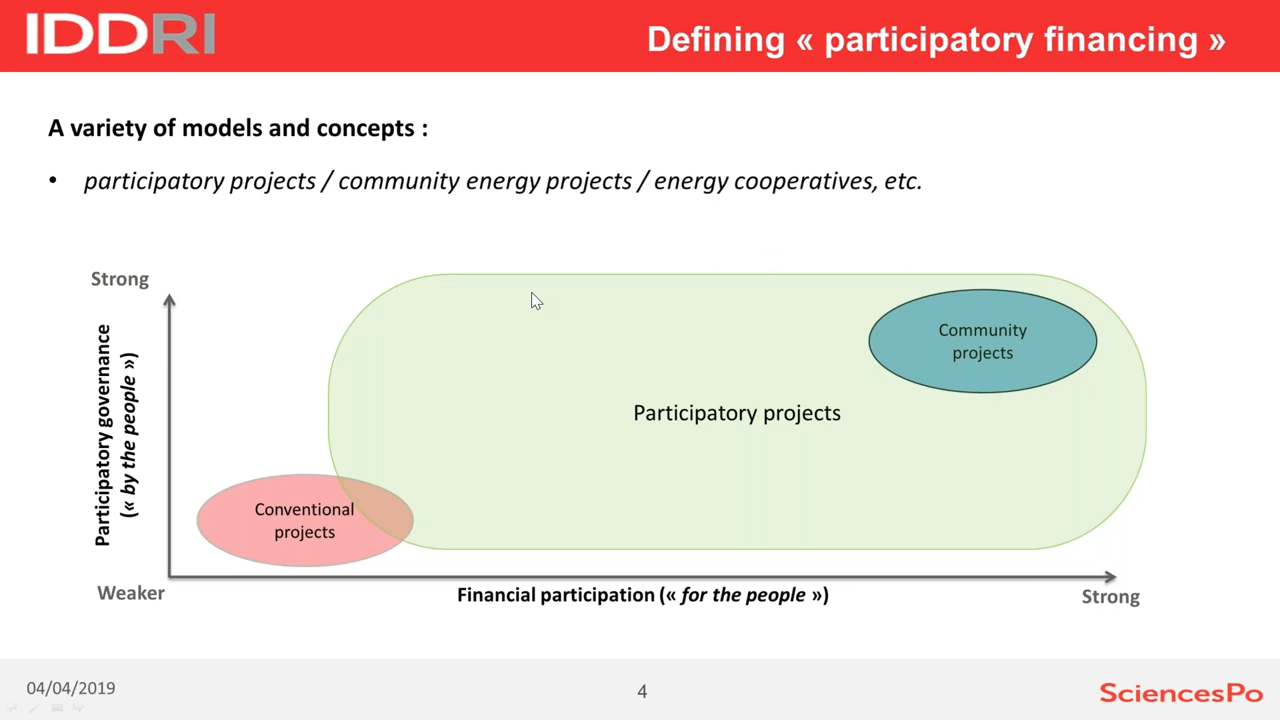 IDDRI
Defining « participatory financing »
A variety of models and concepts :
• participatory projects / community energy projects / energy cooperatives, etc.
Strong
Participatory governance
(« by the people »)
Community
projects
Participatory projects
Conventional
projects
Weaker
Financial participation (« for the people »)
Strong
04/04/2019
4
SciencesPo